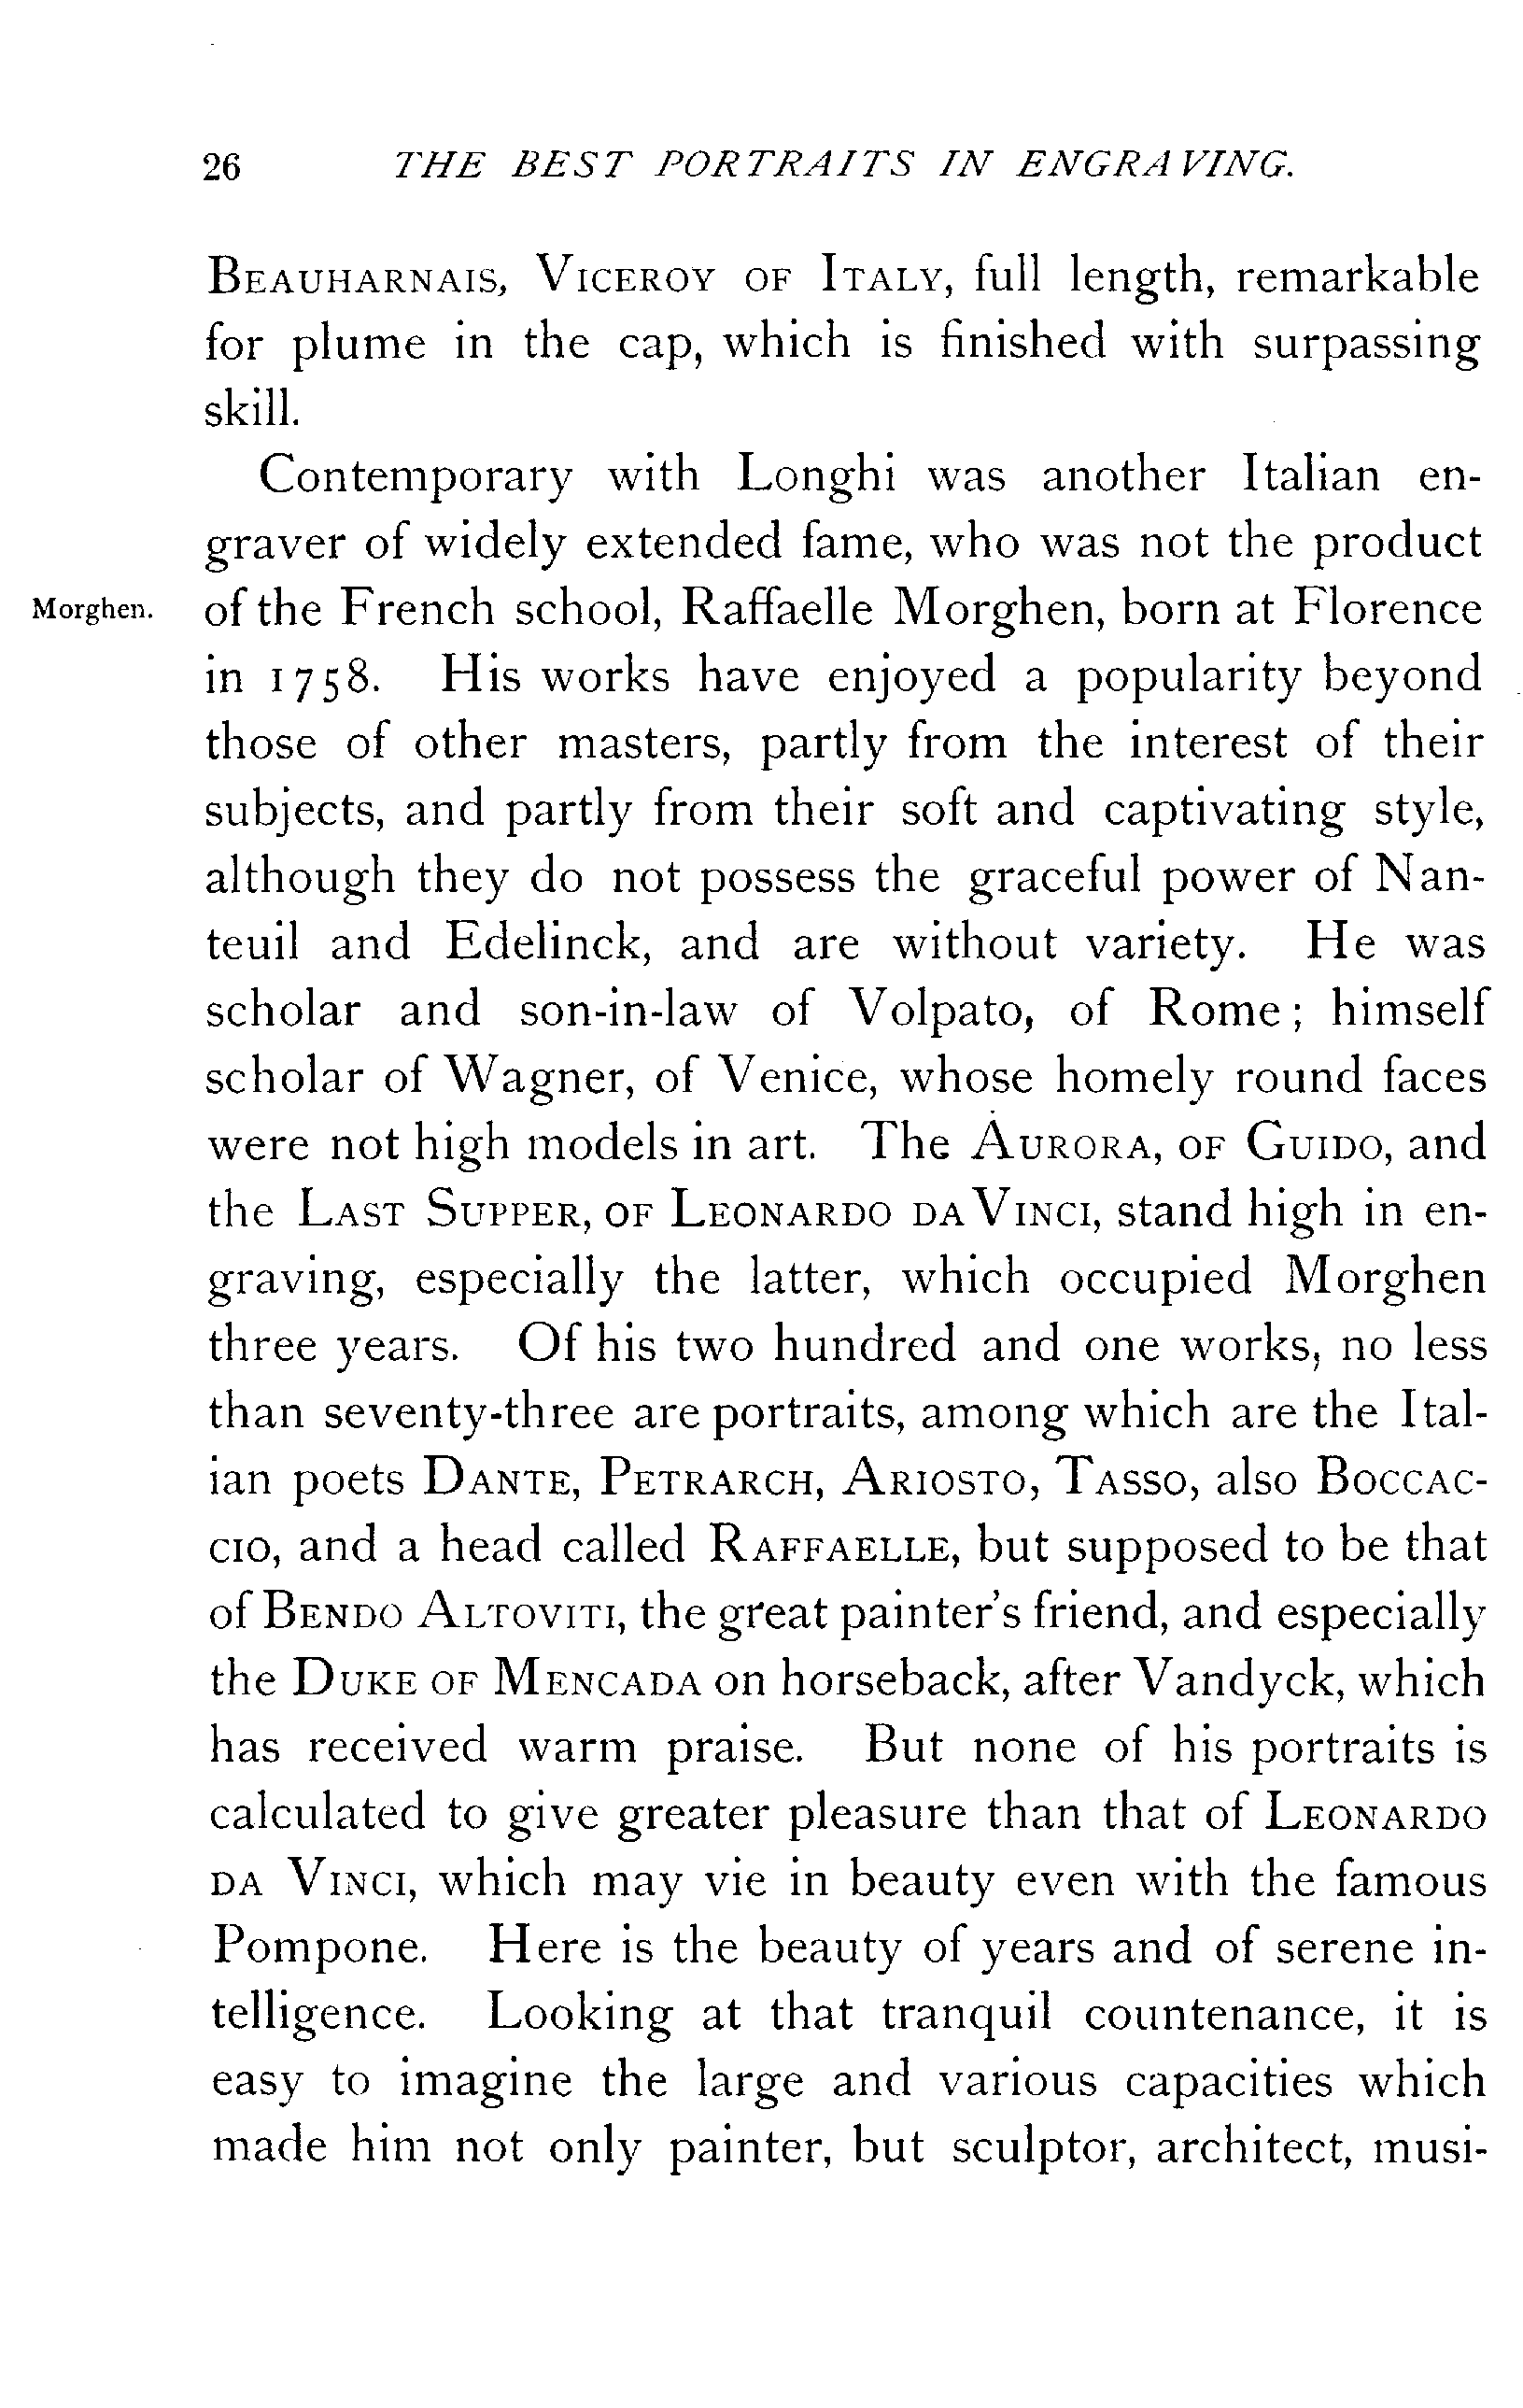 26 THE BEST PORTRAITS IN ENGRAVING.
BEAUHARNAIS, VICEROY OF ITALY, full length, remarkable
for plume in the cap, which is finished with surpassing
skill.
Contemporary with Longhi was another Italian en-
graver of widely extended fame, who was not the product
Morghen. of the French school, Raffaelle Morghen, born at Florence
in 1758. His works have enjoyed a popularity beyond
those of other masters, partly from the interest of their
subjects, and partly from their soft and captivating style,
although they do not possess the graceful power of Nan-
teuil and Edelinck, and are without variety. He was
scholar and son-in-law of Volpato, of Rome; himself
scholar of Wagner, of Venice, whose homely round faces
were not high models in art. The AURORA, OF GUIDO, and
the LAST SUPPER, OF LEONARDO DA VINCI, stand high in en-
graving, especially the latter, which occupied Morghen
three years. Of his two hundred and one works, no less
than seventy-three are portraits, among which are the Ital-
ian poets DANTE, PETRARCH, ARIOSTO, TASSO, also BOCCAC-
CIO, and a head called RAFFAELLE, but supposed to be that
of BENDO ALTOVITI, the great painter's friend, and especially
the DUKE OF MENCADA on horseback, after Vandyck, which
has received warm praise. But none of his portraits is
calculated to give greater pleasure than that of LEONARDO
DA VINCI, which may vie in beauty even with the famous
Pompone. Here is the beauty of years and of serene in-
telligence. Looking at that tranquil countenance, it is
easy to imagine the large and various capacities which
made him not only painter, but sculptor, architect, musi-